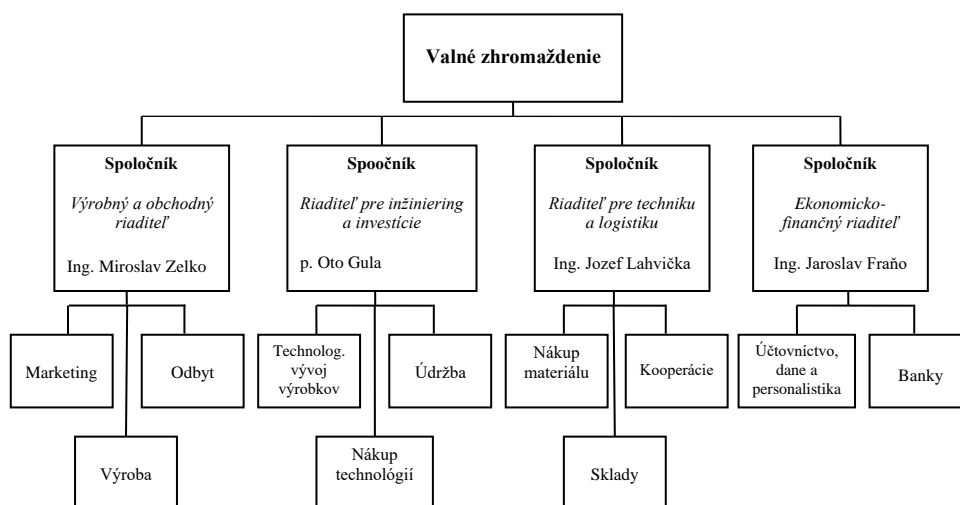 Valné zhromaždenie
Spoločník
Výrobný a obchodný
riaditeľ
Ing. Miroslav Zelko
Spoočník
Riaditeľ pre inžiniering
a investície
p. Oto Gula
Spoločník
Riaditeľ pre techniku
a logistiku
Ing. Jozef Lahvička
Spoločník
Ekonomicko-
finančný riaditeľ
Ing. Jaroslav Fraňo
Marketing
Odbyt
Technolog.
vývoj
výrobkov
Údržba
Nákup
materiálu
Kooperácie
Účtovníctvo,
dane a
personalistika
Banky
Výroba
Nákup
technológií
Sklady